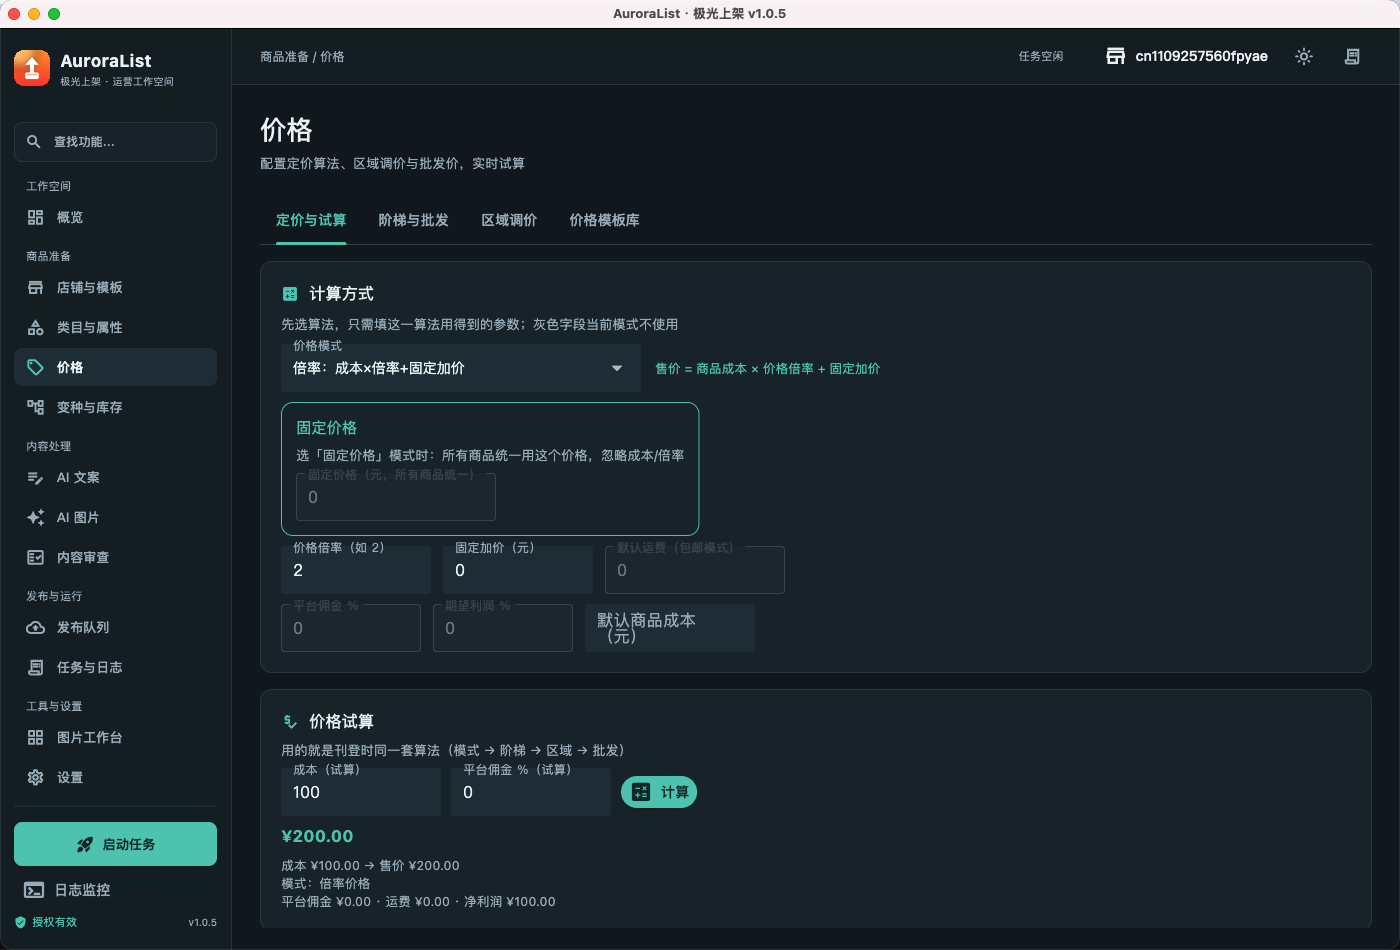 AuroraList · 极光上架 v1.0.5
AuroraList
极光上架 · 运营工作空间
查找功能...
工作空间
概览
商品准备
店铺与模板
类目与属性
价格
变种与库存
内容处理
AI 文案
AI 图片
内容审查
发布与运行
发布队列
任务与日志
工具与设置
图片工作台
设置
启动任务
日志监控
授权有效
v1.0.5
商品准备 / 价格
任务空闲
cn1109257560fpyae
价格
配置定价算法、区域调价与批发价，实时试算
定价与试算
阶梯与批发
区域调价
价格模板库
计算方式
先选算法，只需填这一算法用得到的参数；灰色字段当前模式不使用
价格模式
倍率：成本×倍率+固定加价
售价 = 商品成本 × 价格倍率 + 固定加价
固定价格
选「固定价格」模式时：所有商品统一用这个价格，忽略成本/倍率
固定价格（元，所有商品统一）
0
价格倍率（如 2）
2
固定加价（元）
0
默认运费（包邮模式）
0
平台佣金 %
0
期望利润 %
0
默认商品成本
（元）
价格试算
用的就是刊登时同一套算法（模式 → 阶梯 → 区域 → 批发）
成本（试算）
100
平台佣金 %（试算）
0
计算
¥200.00
成本 ¥100.00 → 售价 ¥200.00
模式：倍率价格
平台佣金 ¥0.00 · 运费 ¥0.00 · 净利润 ¥100.00